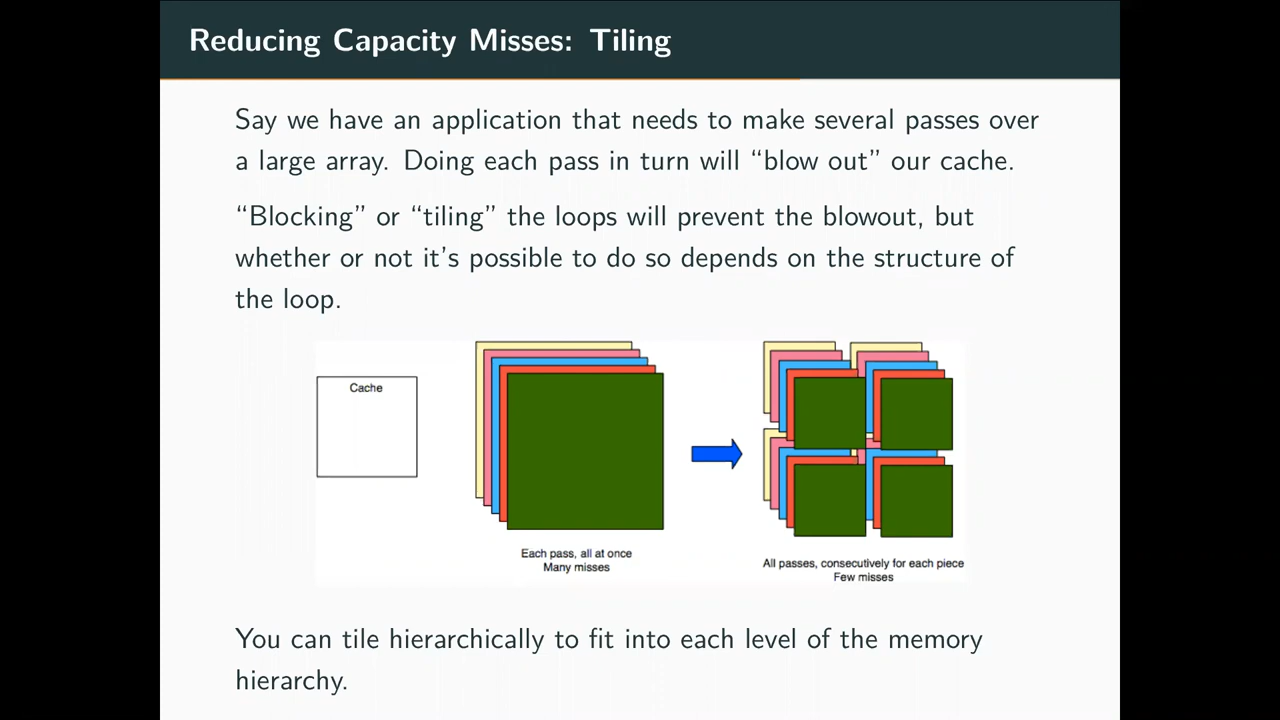 Reducing Capacity Misses: Tiling
Say we have an application that needs to make several passes over
a large array. Doing each pass in turn will “blow out” our cache.
“Blocking” or “tiling” the loops will prevent the blowout, but
whether or not it’s possible to do so depends on the structure of
the loop.
Cache
Each pass, all at once
Many misses
All passes, consecutively for each piece
Few misses
You can tile hierarchically to fit into each level of the memory
hierarchy.